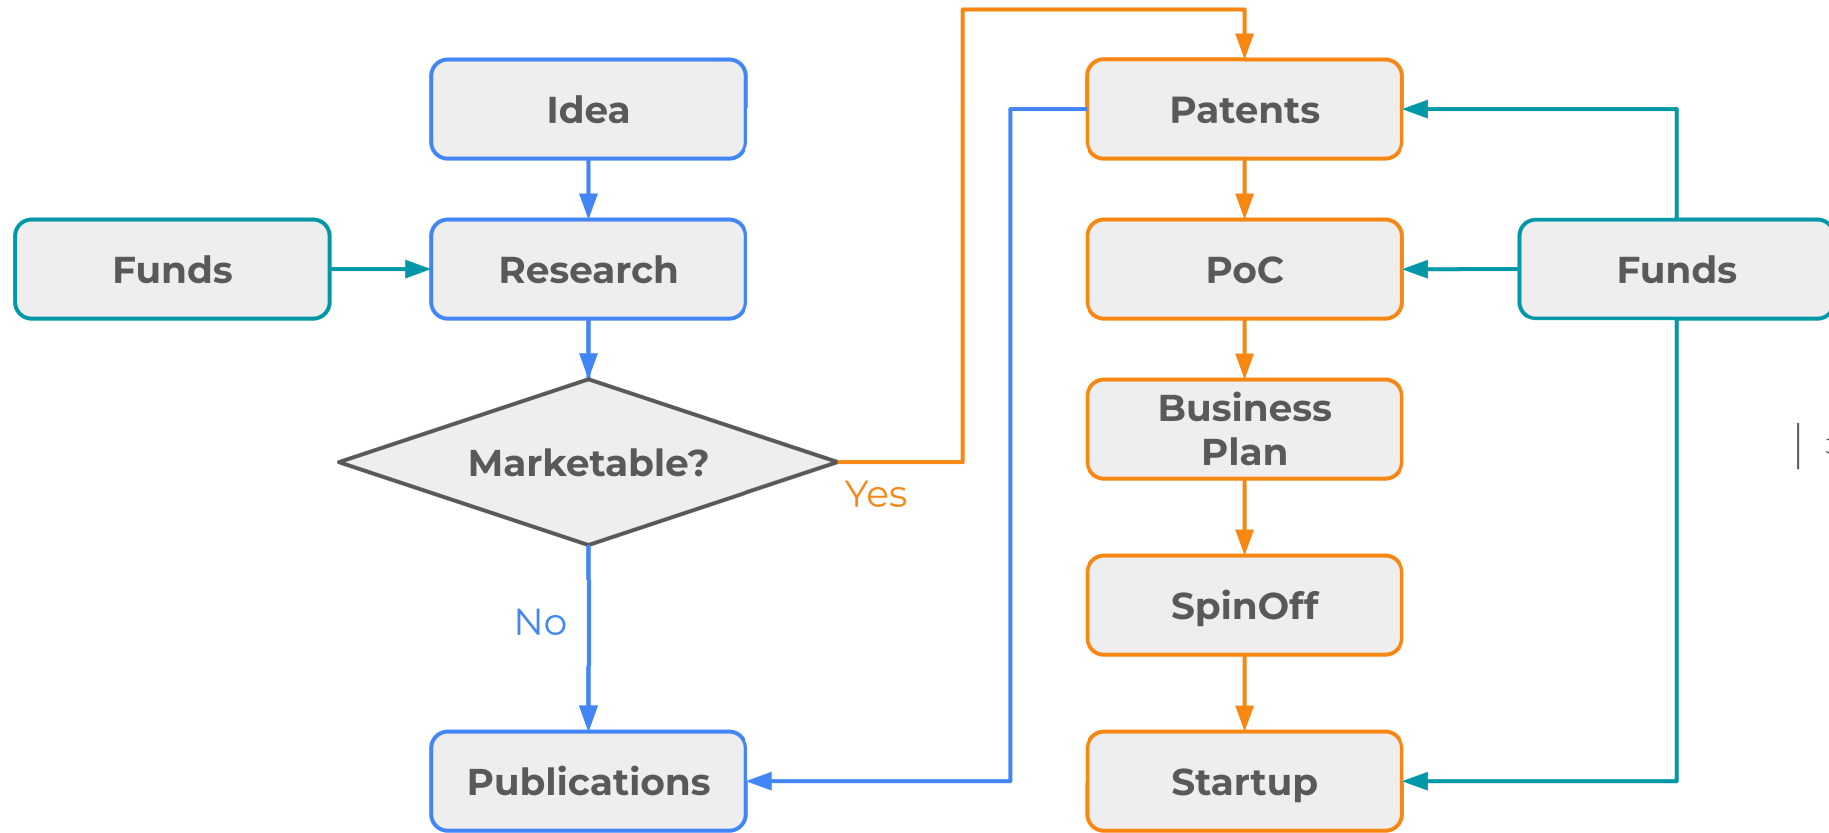 Idea
Patents
Funds
Research
PoC
Funds
Business
Plan
Marketable?
Yes
SpinOff
No
Publications
Startup